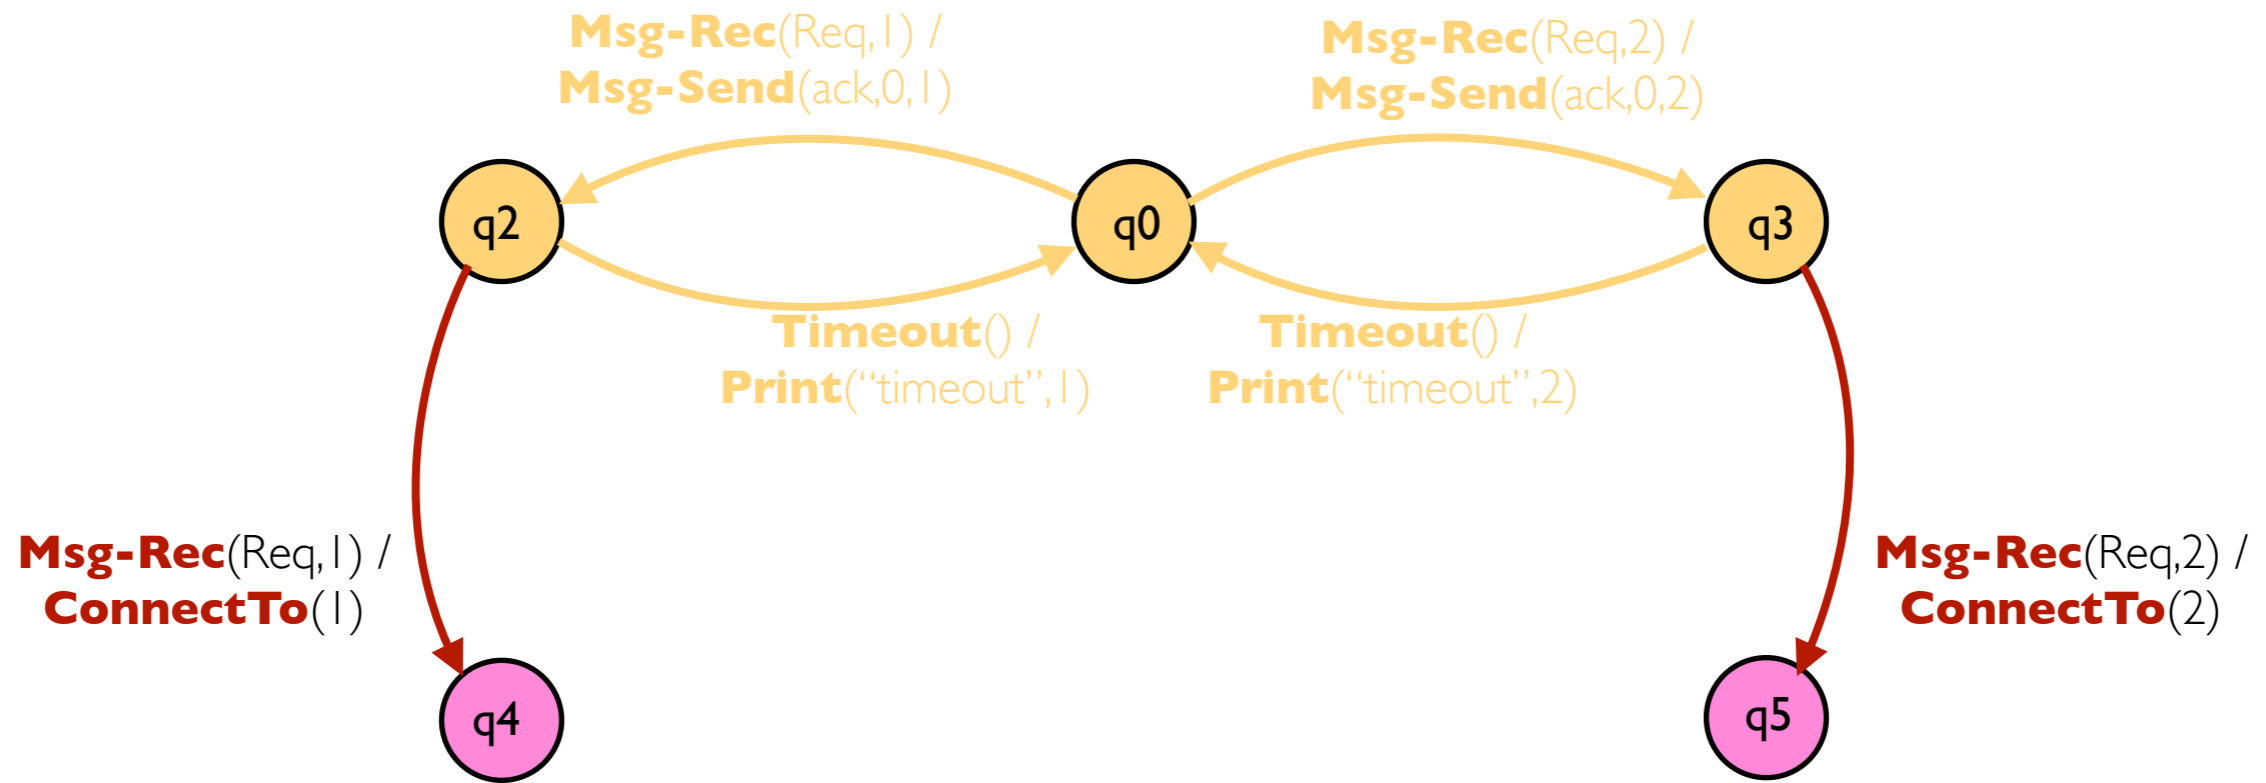 Msg-Rec(Req,1) /
Msg-Send(ack,0,1)
Msg-Rec(Req,2) /
Msg-Send(ack,0,2)
q2
q0
q3
Timeout() /
Print(“timeout”,1)
Timeout() /
Print(“timeout”,2)
Msg-Rec(Req,1) /
ConnectTo(1)
Msg-Rec(Req,2) /
ConnectTo(2)
q4
q5